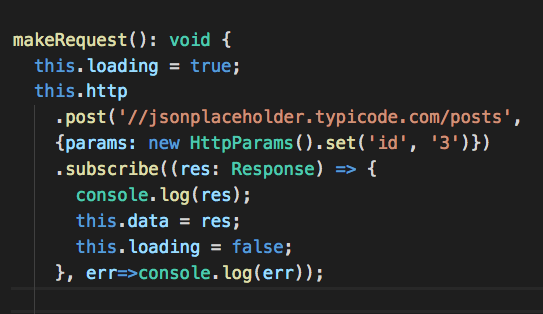 makeRequest(): void {
this.loading = true;
this.http
.post('//jsonplaceholder.typicode.com/posts',
{params: new HttpParams().set('id', '3')})
.subscribe((res: Response) => {
console.log(res);
this.data = res;
this.loading = false;
}, err=>console.log(err));